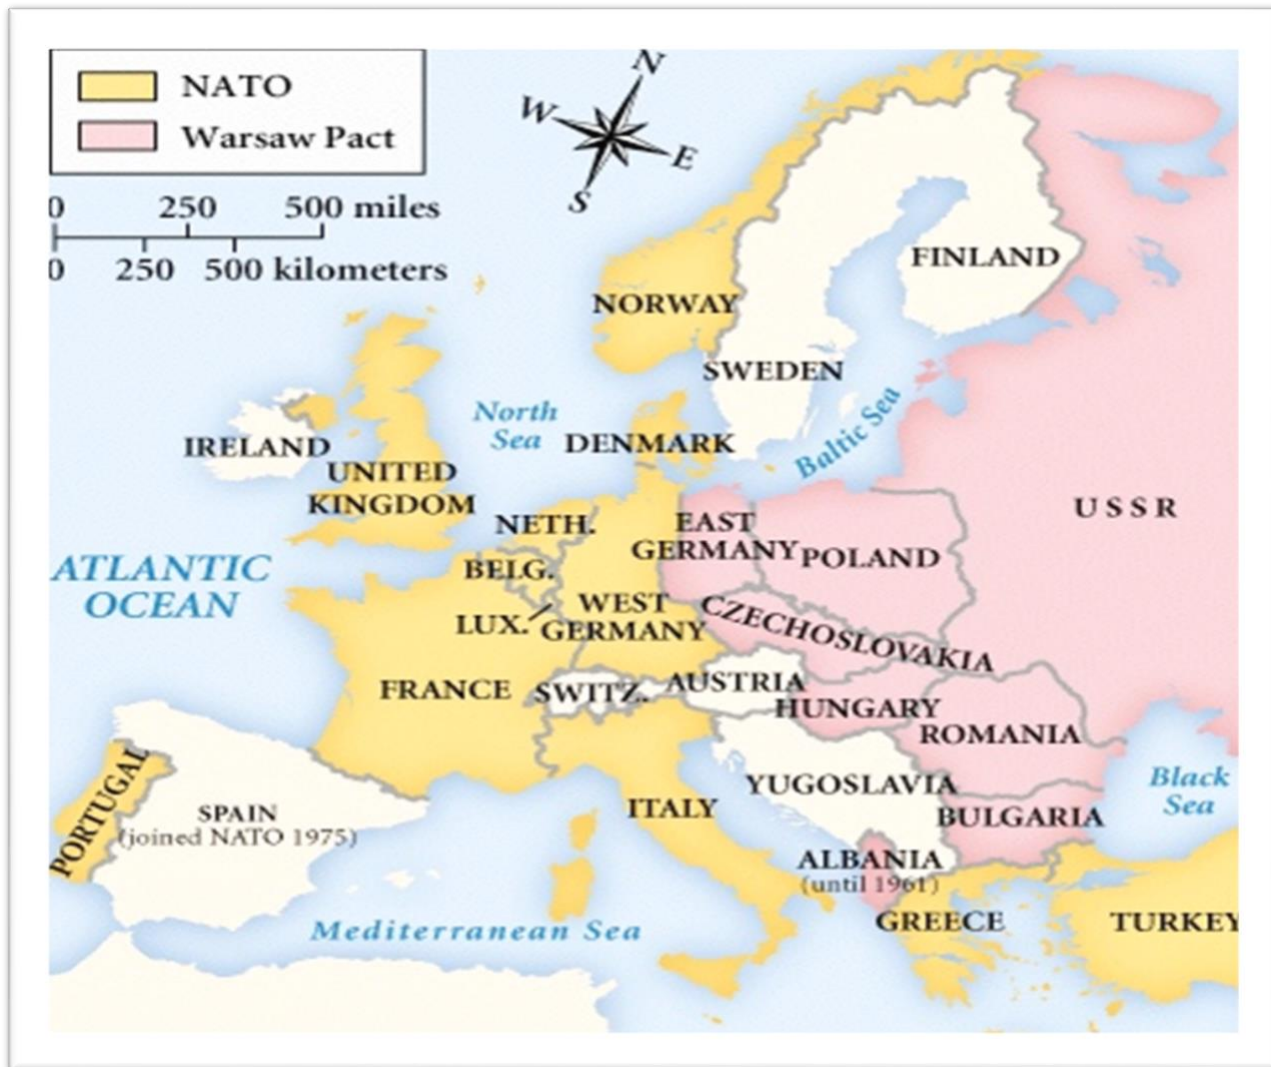 NATO
Warsaw Pact
0 250 500 miles
0 250 500 kilometers
N
W
E
S
FINLAND
NORWAY
SWEDEN
North
Sea
Baltic Sea
DENMARK
IRELAND
UNITED
KINGDOM
NETH.
EAST
GERMANY
POLAND
USSR
ATLANTIC
OCEAN
BELG.
LUX.
WEST
GERMANY
CZECHOSLOVAKIA
FRANCE
SWITZ.
AUSTRIA
HUNGARY
ROMANIA
PORTUGAL
SPAIN
(joined NATO 1975)
ITALY
YUGOSLAVIA
BULGARIA
Black
Sea
ALBANIA
(until 1961)
GREECE
TURKEY
Mediterranean Sea